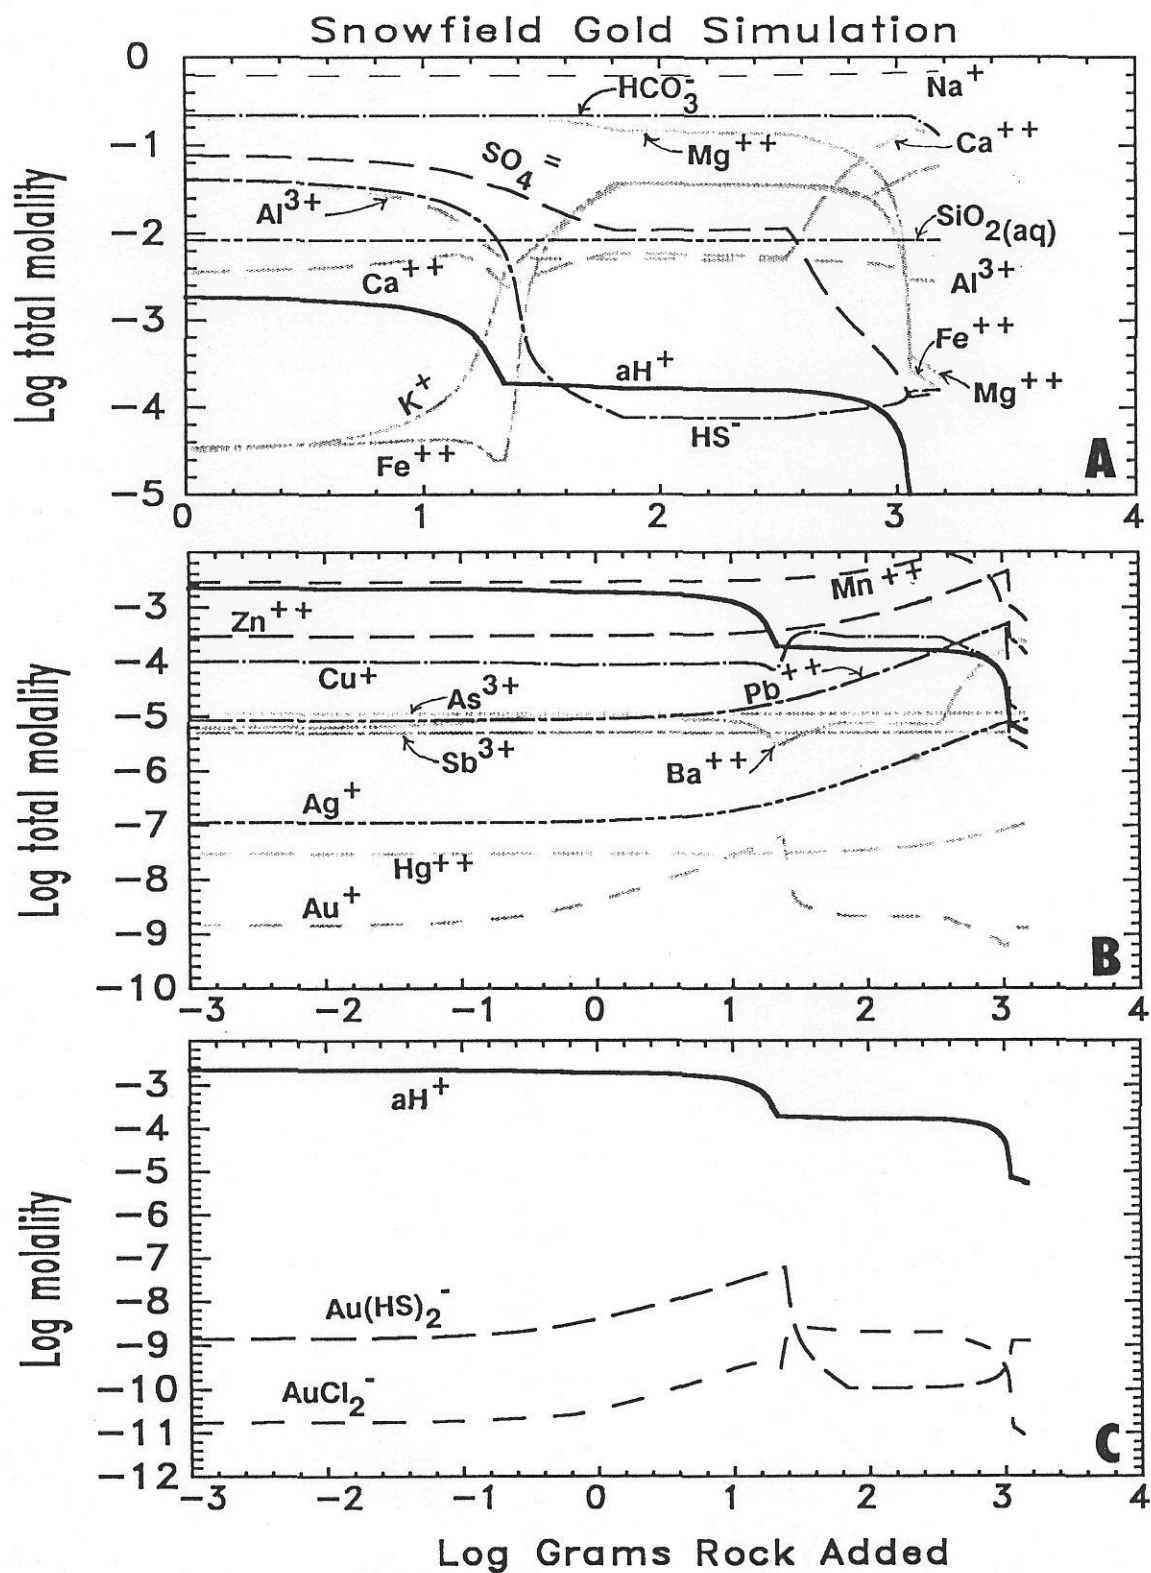 Snowfield Gold Simulation
Log total molality
0
−1
−2
−3
−4
−5
HCO3-
Na+
Mg++
Ca++
SO4=
Al3+
SiO2(aq)
Ca++
Al3+
aH+
Fe++
K+
Mg++
HS-
Fe++
A
0
1
2
3
4
Log total molality
−3
−4
−5
−6
−7
−8
−9
−10
Mn++
Zn++
Cu+
Pb++
As3+
Sb3+
Ba++
Ag+
Hg++
Au+
B
−3
−2
−1
0
1
2
3
4
Log molality
−3
−4
−5
−6
−7
−8
−9
−10
−11
−12
aH+
Au(HS)2-
AuCl2-
C
−3
−2
−1
0
1
2
3
4
Log Grams Rock Added